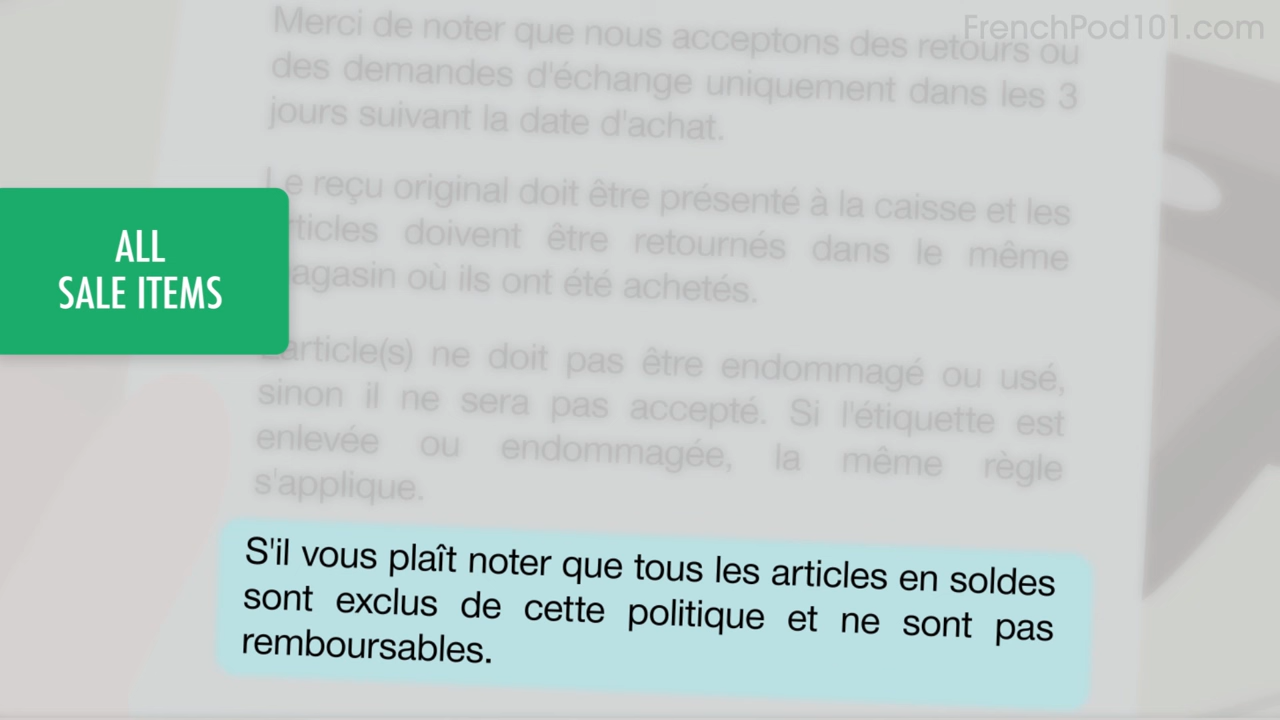 FrenchPod101.com
Merci de noter que nous acceptons des retours ou
des demandes d'échange uniquement dans les 3
jours suivant la date d'achat.
Le reçu original doit être présenté à la caisse et les
articles doivent être retournés dans le même
magasin où ils ont été achetés.
ALL
SALE ITEMS
L'article(s) ne doit pas être endommagé ou usé,
sinon il ne sera pas accepté. Si l'étiquette est
enlevée ou endommagée, la même règle
s'applique.
S'il vous plaît noter que tous les articles en soldes
sont exclus de cette politique et ne sont pas
remboursables.